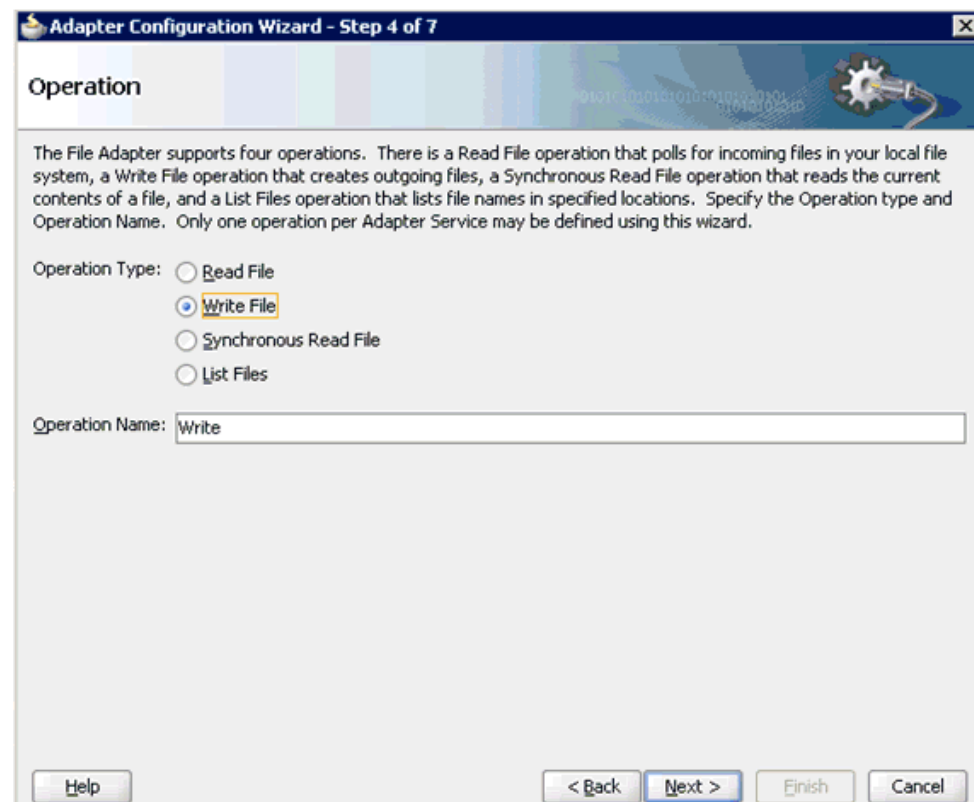 Adapter Configuration Wizard - Step 4 of 7
Operation
The File Adapter supports four operations. There is a Read File operation that polls for incoming files in your local file
system, a Write File operation that creates outgoing files, a Synchronous Read File operation that reads the current
contents of a file, and a List Files operation that lists file names in specified locations. Specify the Operation type and
Operation Name. Only one operation per Adapter Service may be defined using this wizard.
Operation Type: Read File
Write File
Synchronous Read File
List Files
Operation Name: Write
Help < Back Next > Finish Cancel